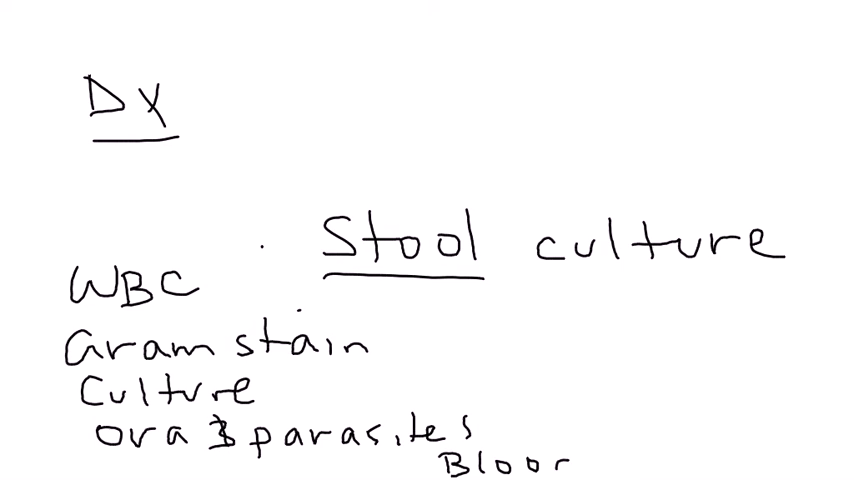 Dx
Stool culture
WBC
Gram stain
Culture
ova & parasites
Bloor